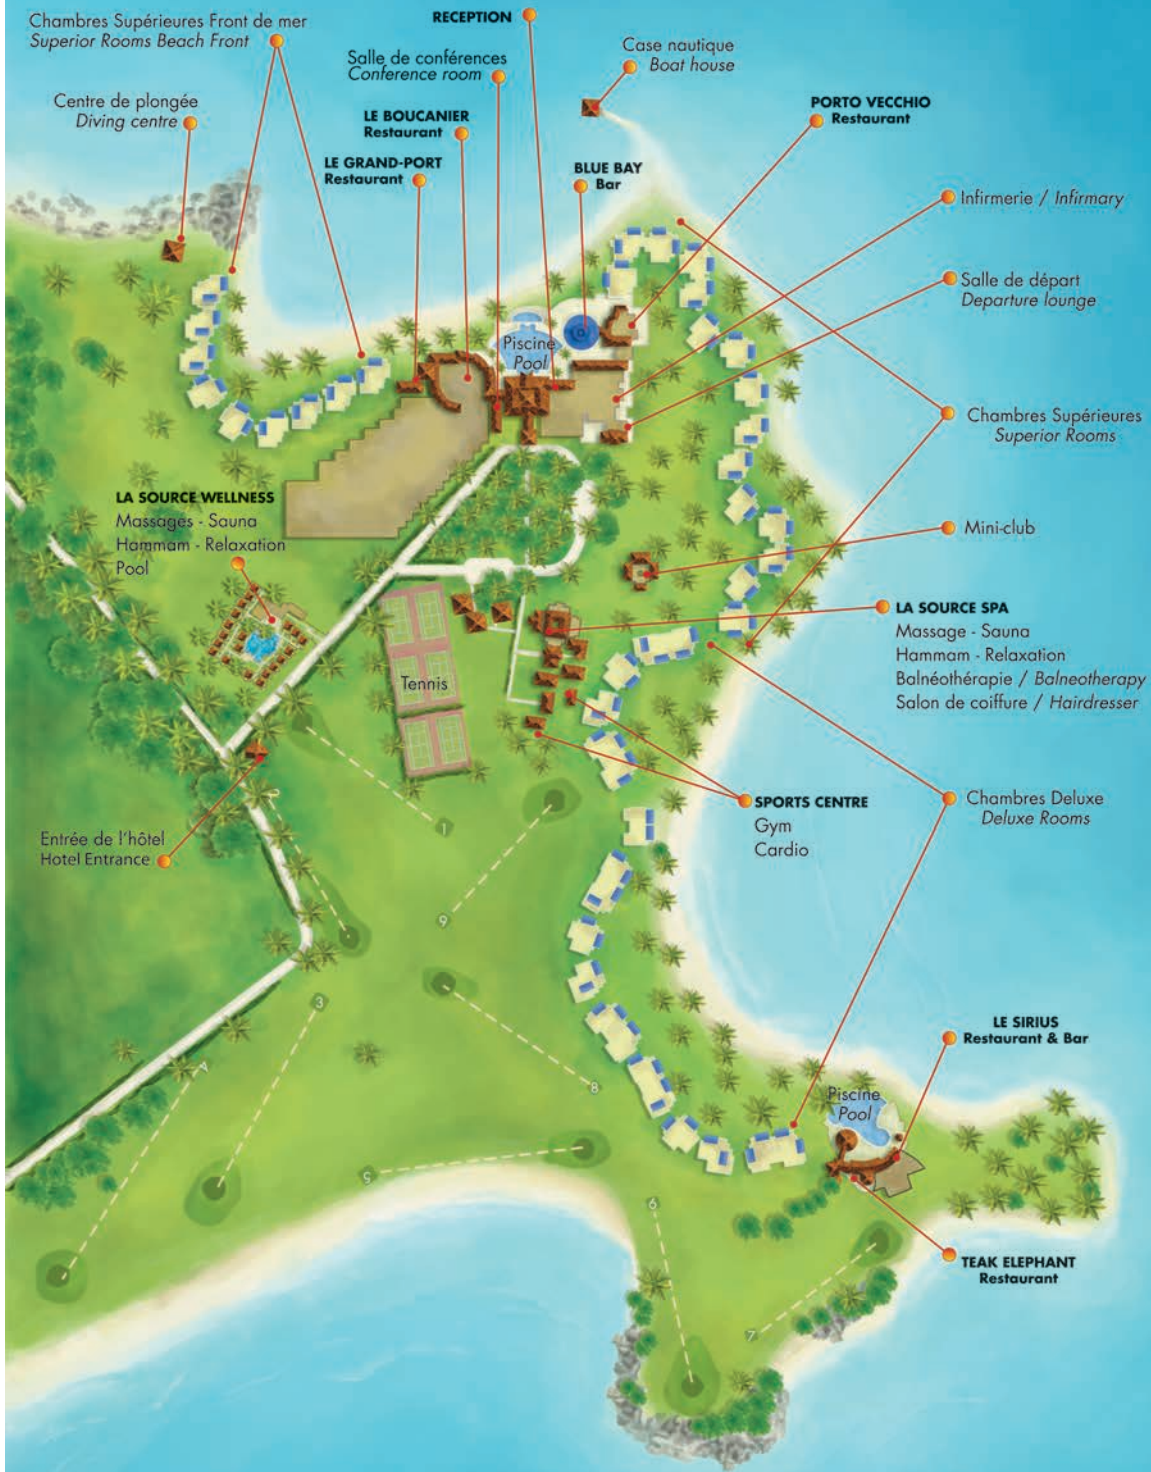 Chambres Supérieures Front de mer
Superior Rooms Beach Front
RECEPTION
Salle de conférences
Conference room
Case nautique
Boat house
Centre de plongée
Diving centre
LE BOUCANIER
Restaurant
PORTO VECCHIO
Restaurant
LE GRAND-PORT
Restaurant
BLUE BAY
Bar
Infirmerie / Infirmary
Salle de départ
Departure lounge
Piscine
Pool
Chambres Supérieures
Superior Rooms
LA SOURCE WELLNESS
Massages - Sauna
Hammam - Relaxation
Pool
Mini-club
LA SOURCE SPA
Massage - Sauna
Hammam - Relaxation
Balnéothérapie / Balneotherapy
Salon de coiffure / Hairdresser
Tennis
SPORTS CENTRE
Gym
Cardio
Chambres Deluxe
Deluxe Rooms
Entrée de l'hôtel
Hotel Entrance
1
9
3
4
8
5
6
7
LE SIRIUS
Restaurant & Bar
Piscine
Pool
TEAK ELEPHANT
Restaurant